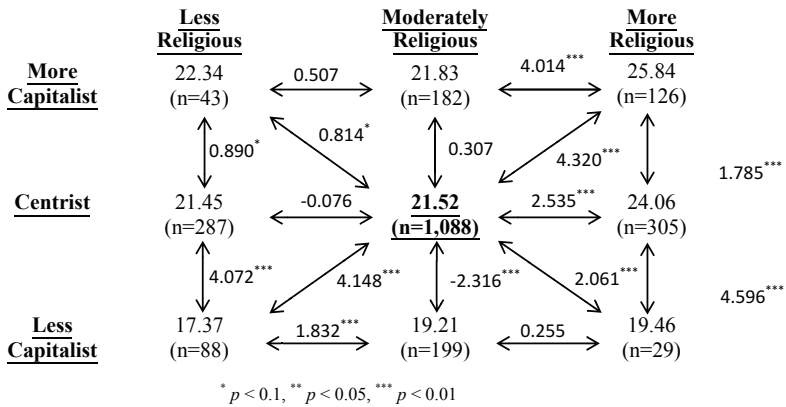 Less Religious
Moderately Religious
More Religious
More Capitalist
22.34 (n=43)
0.507
21.83 (n=182)
4.014***
25.84 (n=126)
0.890*
0.814*
0.307
4.320***
1.785***
Centrist
21.45 (n=287)
-0.076
21.52 (n=1,088)
2.535***
24.06 (n=305)
4.072***
4.148***
-2.316***
2.061***
4.596***
Less Capitalist
17.37 (n=88)
1.832***
19.21 (n=199)
0.255
19.46 (n=29)
* p < 0.1, ** p < 0.05, *** p < 0.01